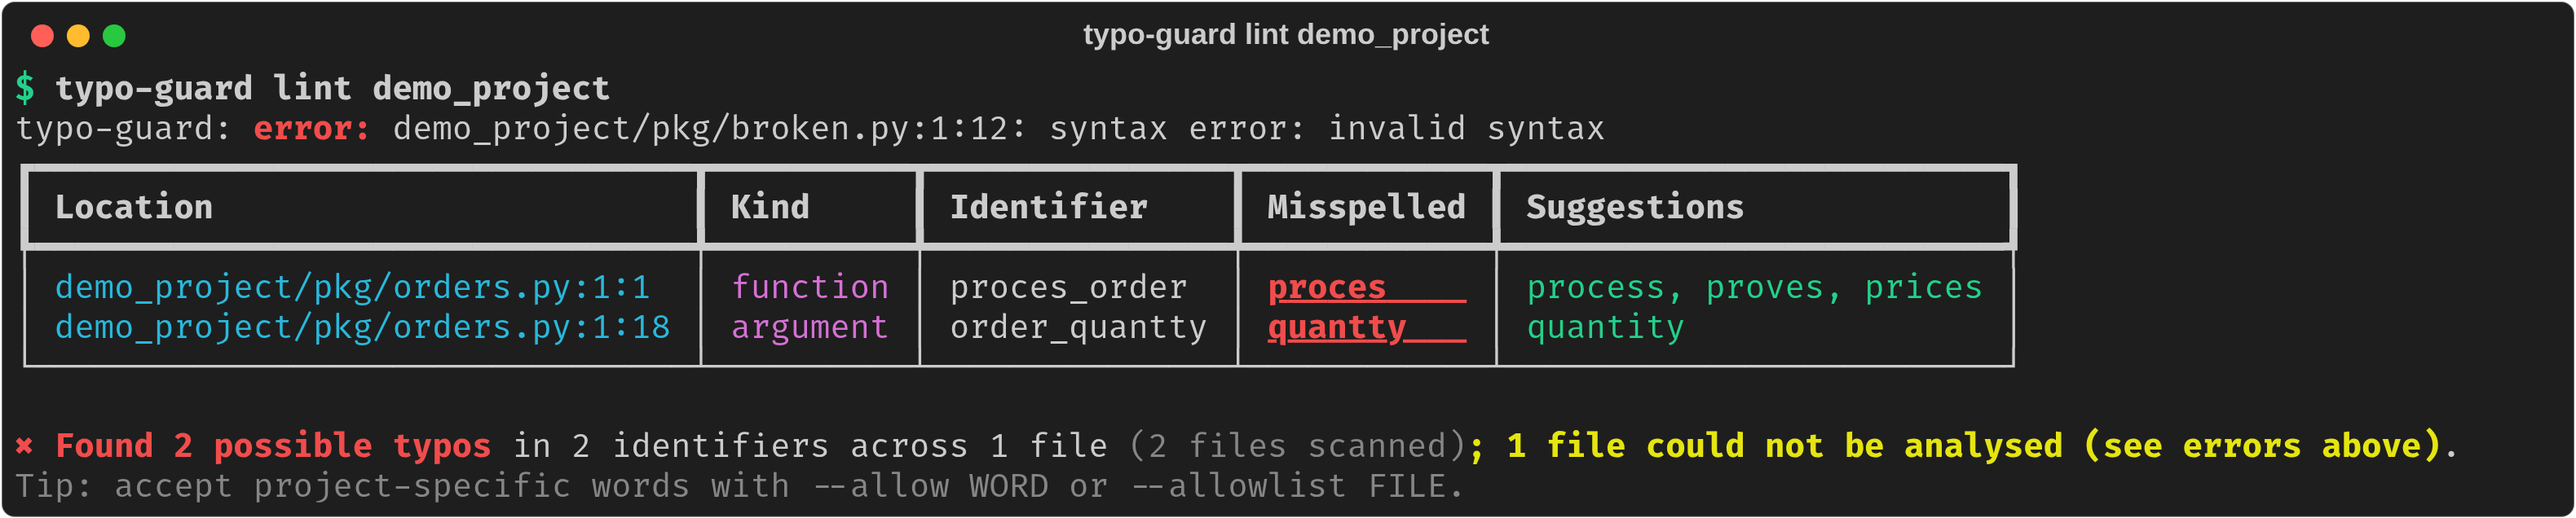 typo-guard lint demo_project
$ typo-guard lint demo_project
typo-guard: error: demo_project/pkg/broken.py:1:12: syntax error: invalid syntax
Location Kind Identifier Misspelled Suggestions
demo_project/pkg/orders.py:1:1 function proces_order proces process, proves, prices
demo_project/pkg/orders.py:1:18 argument order_quantty quantty quantity
✖ Found 2 possible typos in 2 identifiers across 1 file (2 files scanned); 1 file could not be analysed (see errors above).
Tip: accept project-specific words with --allow WORD or --allowlist FILE.